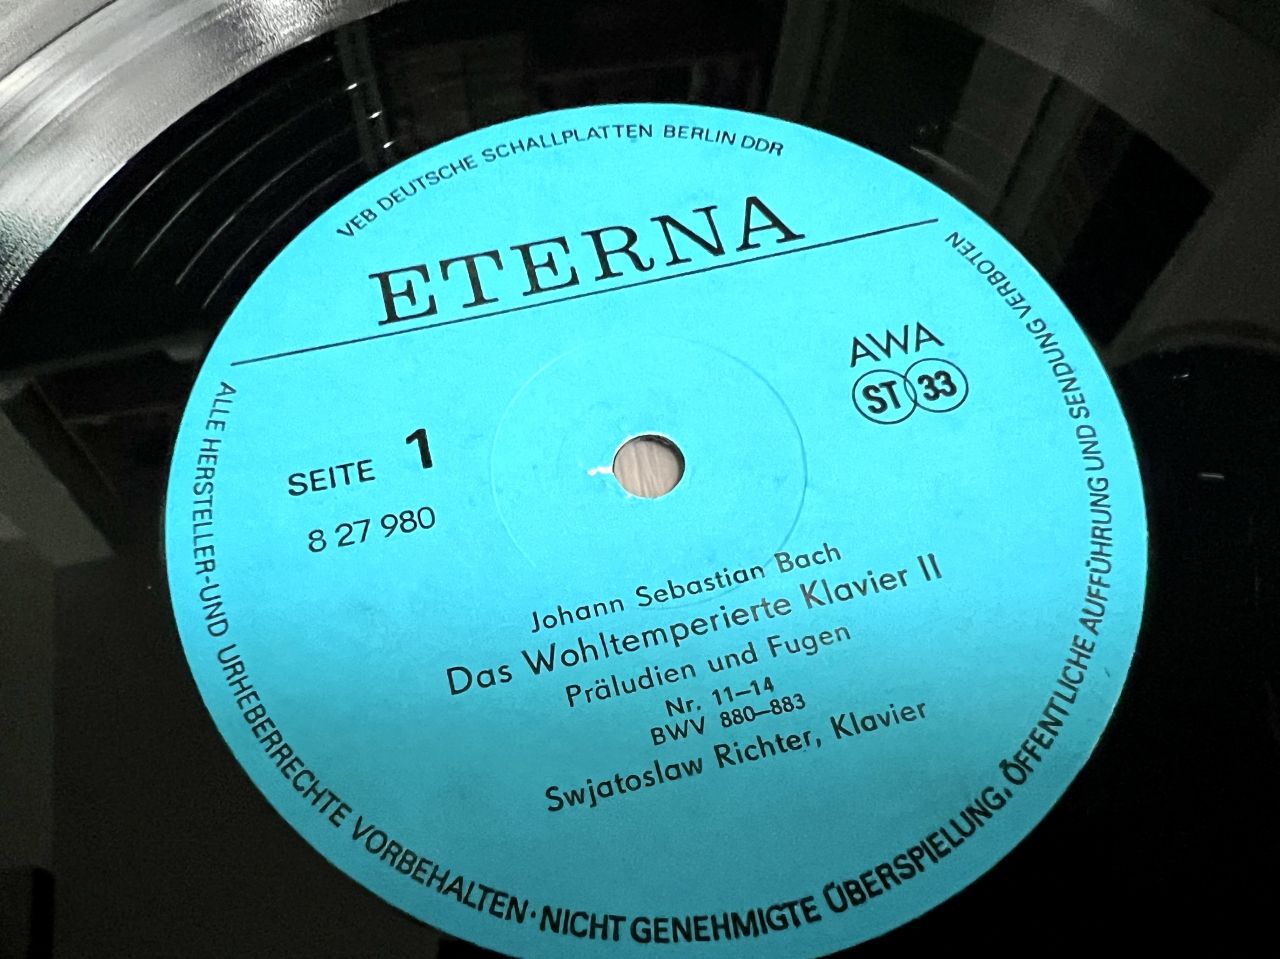 VEB DEUTSCHE SCHALLPLATTEN BERLIN DDR
ETERNA
AWA
ST 33
SEITE 1
8 27 980
Johann Sebastian Bach
Das Wohltemperierte Klavier II
Präludien und Fugen
Nr. 11–14
BWV 880–883
Swjatoslaw Richter, Klavier
ALLE HERSTELLER-UND URHEBERRECHTE VORBEHALTEN · NICHT GENEHMIGTE ÜBERSPIELUNG, ÖFFENTLICHE AUFFÜHRUNG UND SENDUNG VERBOTEN